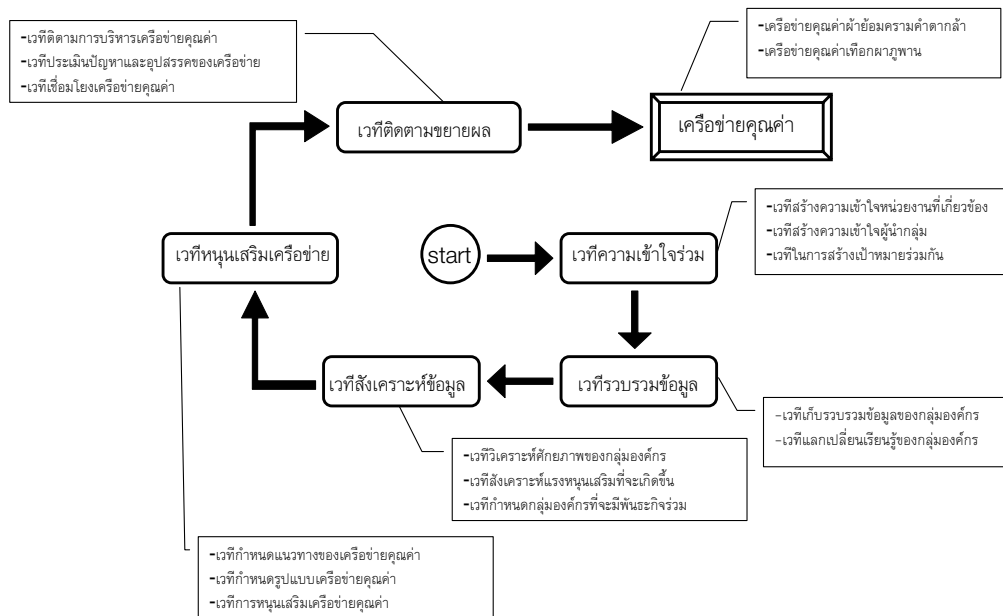 -เวทีติตามการบริหารเครือข่ายคุณค่า
-เวทีประเมินปัญหาและอุปสรรคของเครือข่าย
-เวทีเชื่อมโยงเครือข่ายคุณค่า
-เครือข่ายคุณค่าผ้าย้อมครามคำตากล้า
-เครือข่ายคุณค่าเทือกผาภูพาน
เวทีติดตามขยายผล
เครือข่ายคุณค่า
-เวทีสร้างความเข้าใจหน่วยงานที่เกี่ยวข้อง
-เวทีสร้างความเข้าใจผู้นำกลุ่ม
-เวทีในการสร้างเป้าหมายร่วมกัน
เวทีหนุนเสริมเครือข่าย
start
เวทีความเข้าใจร่วม
เวทีสังเคราะห์ข้อมูล
เวทีรวบรวมข้อมูล
-เวทีเก็บรวบรวมข้อมูลของกลุ่มองค์กร
-เวทีแลกเปลี่ยนเรียนรู้ของกลุ่มองค์กร
-เวทีวิเคราะห์ศักยภาพของกลุ่มองค์กร
-เวทีสังเคราะห์แรงหนุนเสริมที่จะเกิดขึ้น
-เวทีกำหนดกลุ่มองค์กรที่จะมีพันธะกิจร่วม
-เวทีกำหนดแนวทางของเครือข่ายคุณค่า
-เวทีกำหนดรูปแบบเครือข่ายคุณค่า
-เวทีการหนุนเสริมเครือข่ายคุณค่า